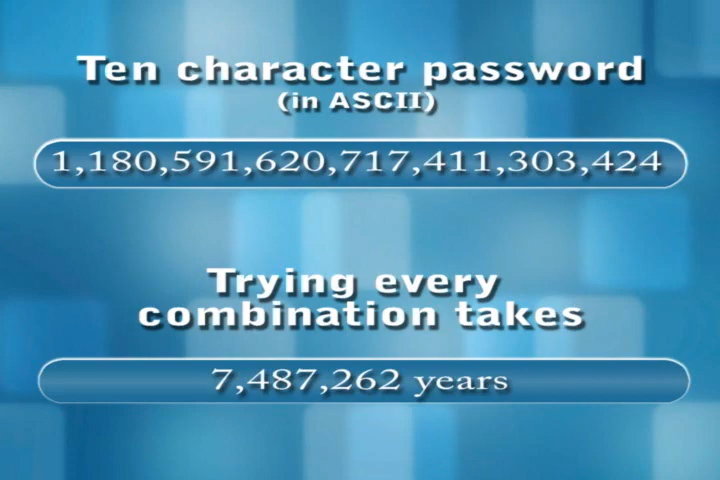 Ten character password
(in ASCII)
1,180,591,620,717,411,303,424
Trying every
combination takes
7,487,262 years